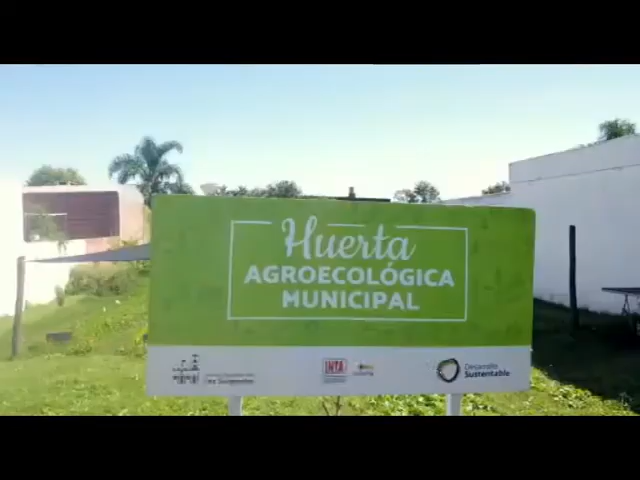 Huerta
AGROECOLÓGICA
MUNICIPAL
INTA
Desarrollo
Sustentable